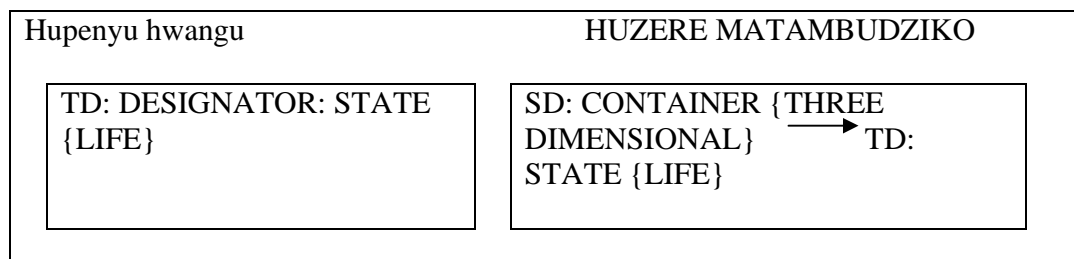 Hupenyu hwangu HUZERE MATAMBUDZIKO
TD: DESIGNATOR: STATE
{LIFE}
SD: CONTAINER {THREE
DIMENSIONAL} TD:
STATE {LIFE}